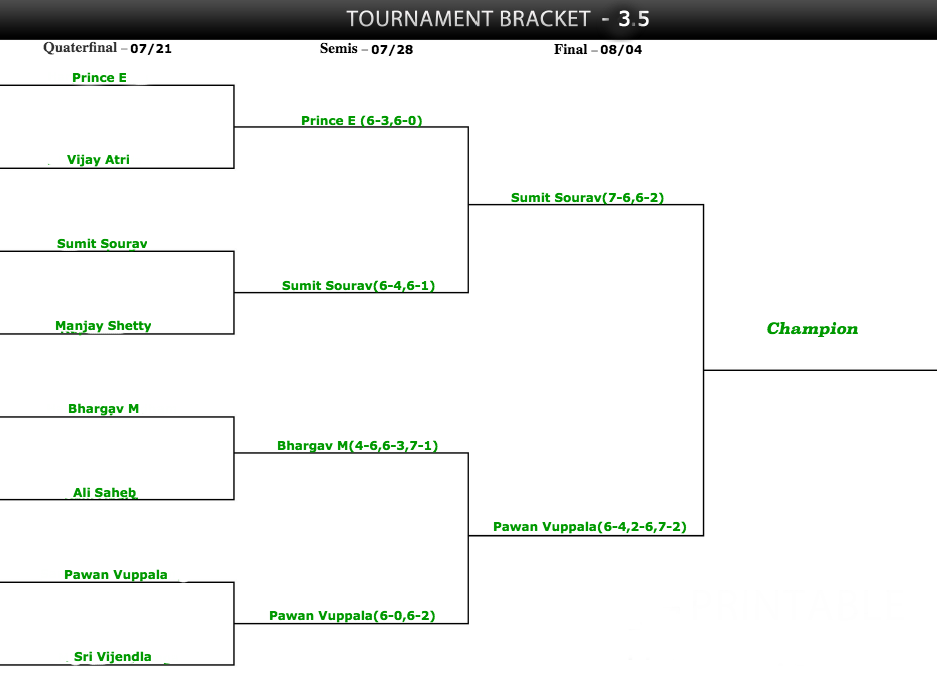 TOURNAMENT BRACKET - 3.5
Quaterfinal – 07/21
Semis – 07/28
Final – 08/04
Prince E
Prince E (6-3,6-0)
Vijay Atri
Sumit Sourav(7-6,6-2)
Sumit Sourav
Sumit Sourav(6-4,6-1)
Manjay Shetty
Champion
Bhargav M
Bhargav M(4-6,6-3,7-1)
Ali Saheb
Pawan Vuppala(6-4,2-6,7-2)
Pawan Vuppala
Pawan Vuppala(6-0,6-2)
Sri Vijendla